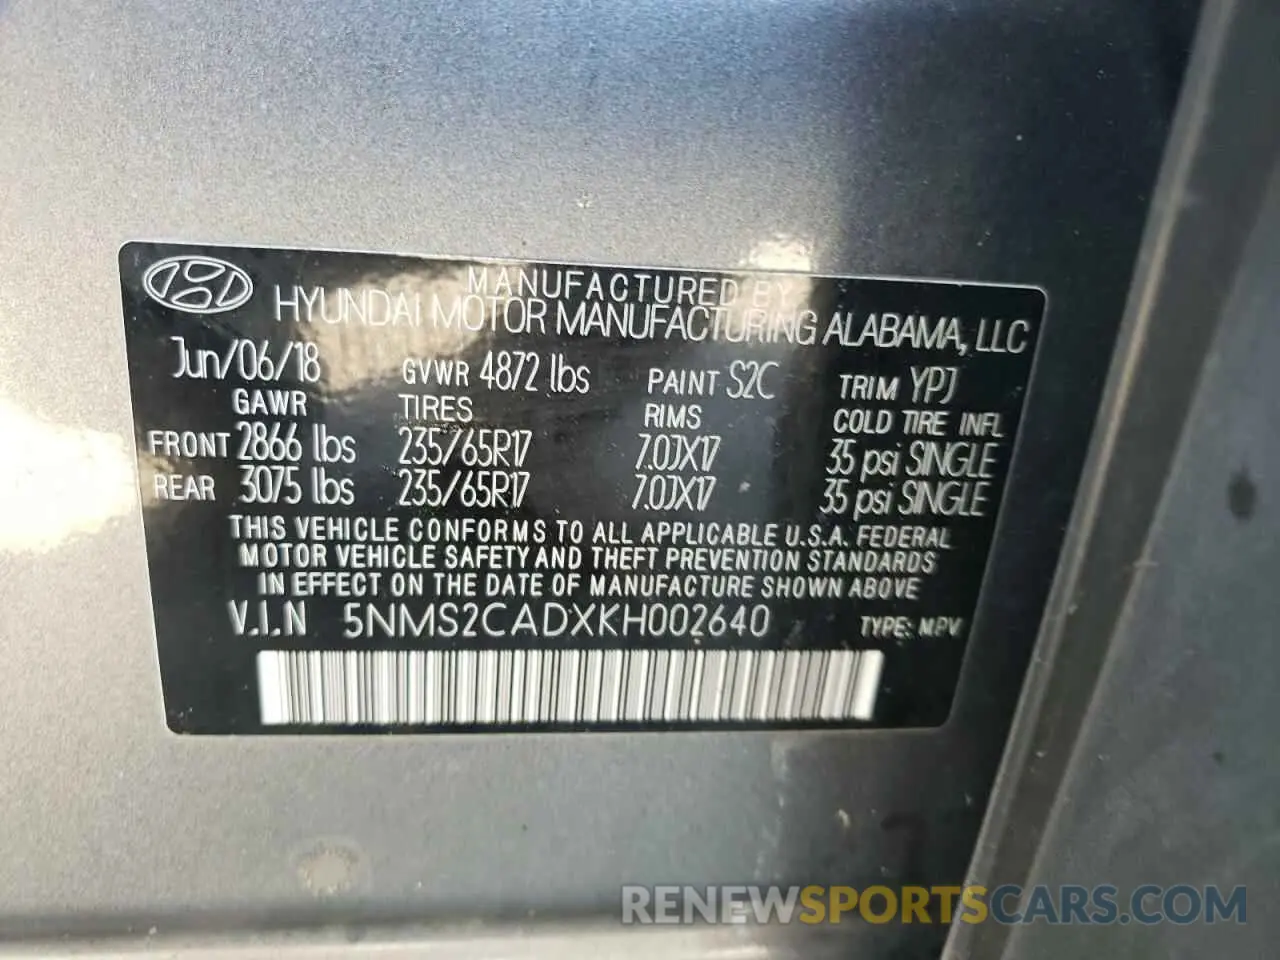 MANUFACTURED BY
HYUNDAI MOTOR MANUFACTURING ALABAMA, LLC
Jun/06/18 GVWR 4872 lbs PAINT S2C TRIM YPJ
GAWR TIRES RIMS COLD TIRE INFL
FRONT 2866 lbs 235/65R17 7.0JX17 35 psi SINGLE
REAR 3075 lbs 235/65R17 7.0JX17 35 psi SINGLE
THIS VEHICLE CONFORMS TO ALL APPLICABLE U.S.A. FEDERAL
MOTOR VEHICLE SAFETY AND THEFT PREVENTION STANDARDS
IN EFFECT ON THE DATE OF MANUFACTURE SHOWN ABOVE
V.I.N 5NMS2CADXKH002640 TYPE: MPV
RENEWSPORTSCARS.COM